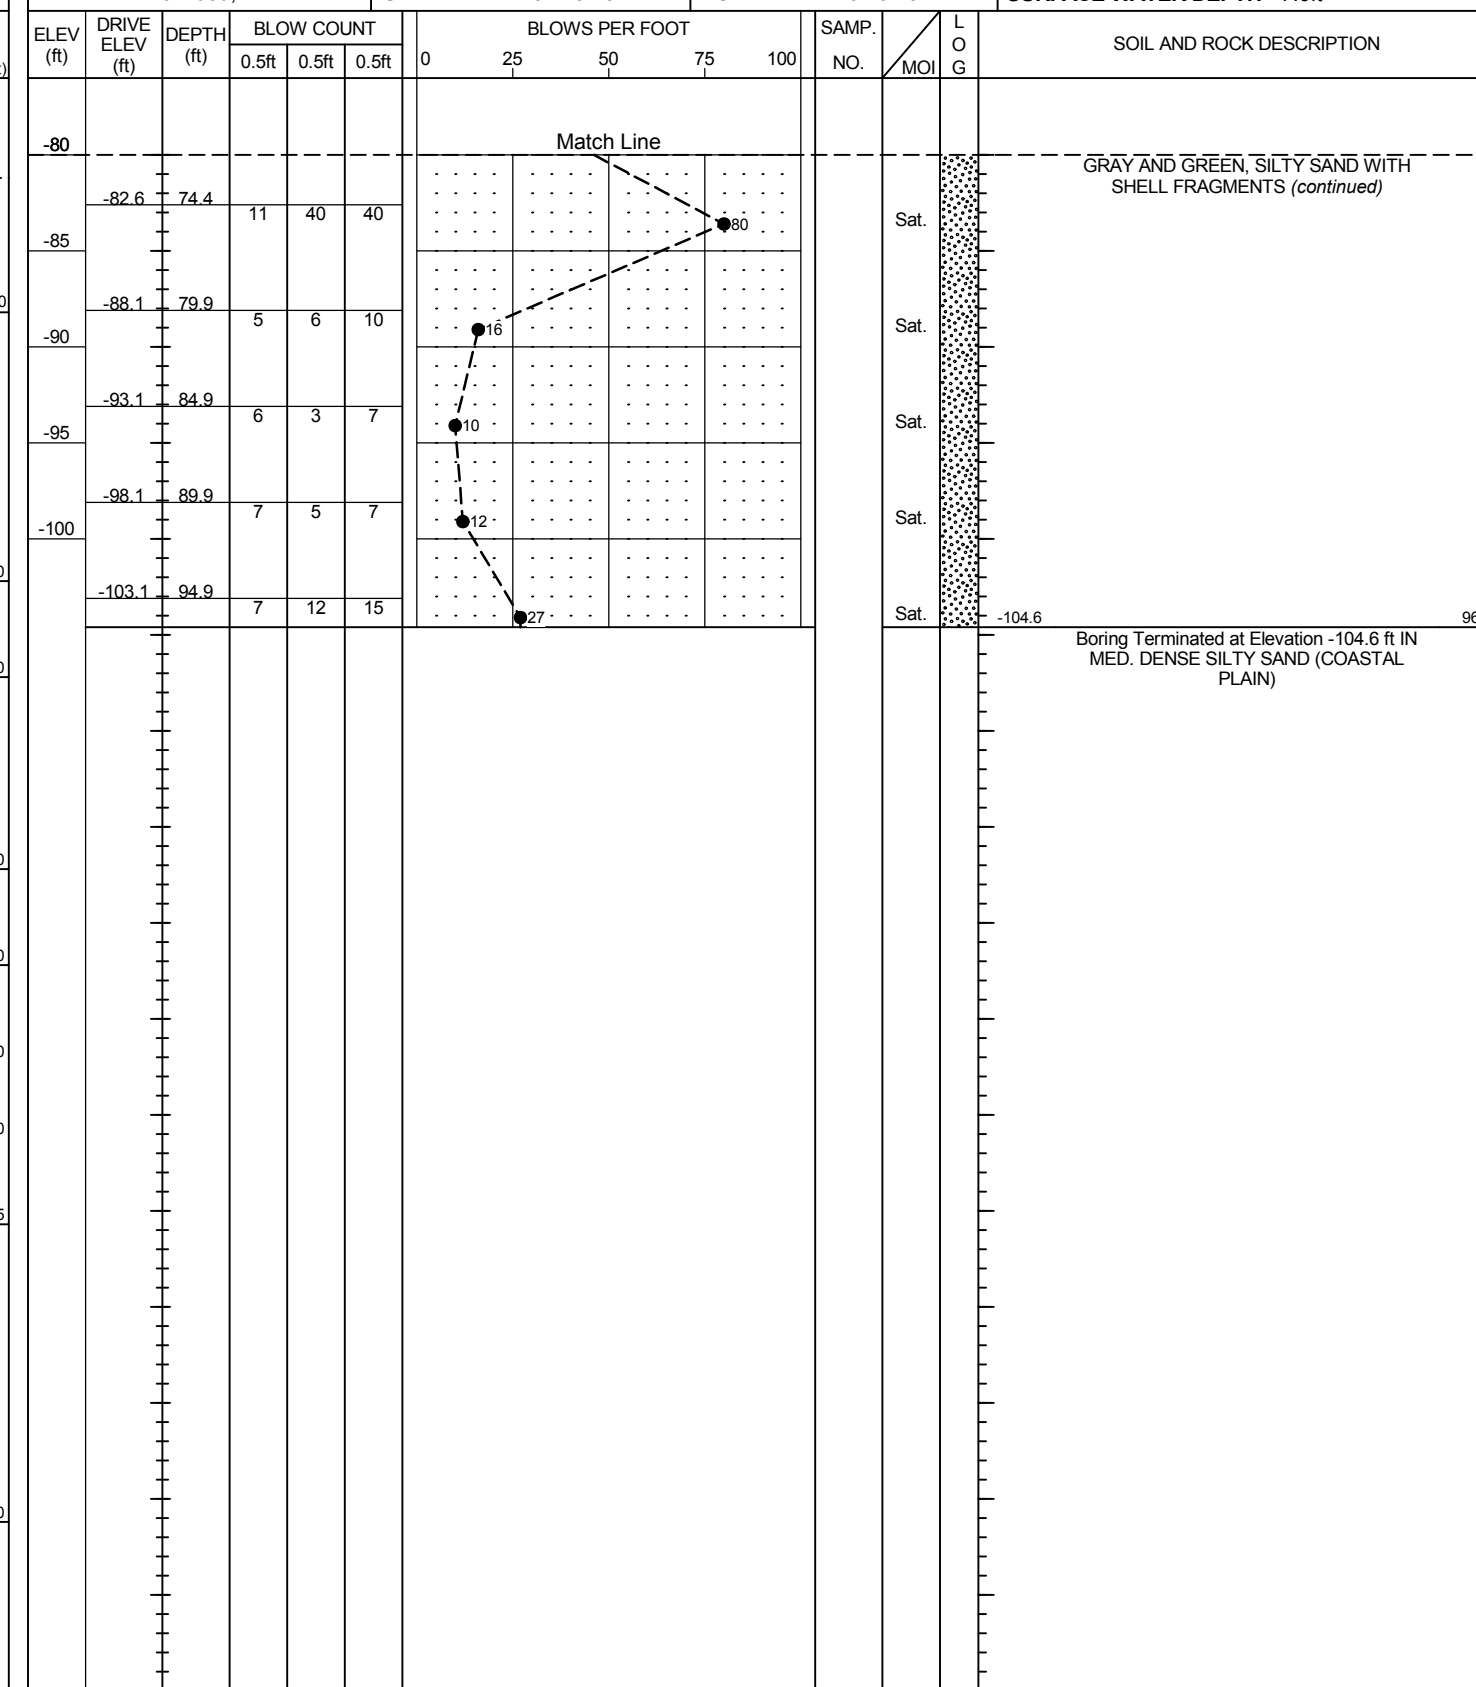 ELEV (ft) DRIVE ELEV (ft) DEPTH (ft) BLOW COUNT 0.5ft 0.5ft 0.5ft BLOWS PER FOOT 0 25 50 75 100 SAMP. NO. MOI LOG SOIL AND ROCK DESCRIPTION
-80 Match Line
GRAY AND GREEN, SILTY SAND WITH
SHELL FRAGMENTS (continued)
-82.6 74.4
11 40 40 80 Sat.
-85
-88.1 79.9
5 6 10 16 Sat.
-90
-93.1 84.9
6 3 7 10 Sat.
-95
-98.1 89.9
7 5 7 12 Sat.
-100
-103.1 94.9
7 12 15 27 Sat. -104.6
Boring Terminated at Elevation -104.6 ft IN
MED. DENSE SILTY SAND (COASTAL
PLAIN)